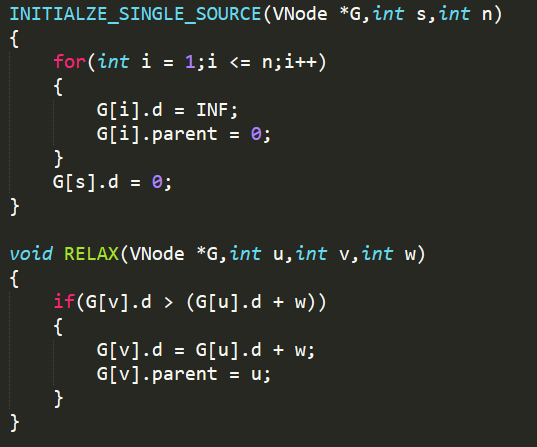 INITIALZE_SINGLE_SOURCE(VNode *G,int s,int n)
{
    for(int i = 1;i <= n;i++)
    {
        G[i].d = INF;
        G[i].parent = 0;
    }
    G[s].d = 0;
}

void RELAX(VNode *G,int u,int v,int w)
{
    if(G[v].d > (G[u].d + w))
    {
        G[v].d = G[u].d + w;
        G[v].parent = u;
    }
}